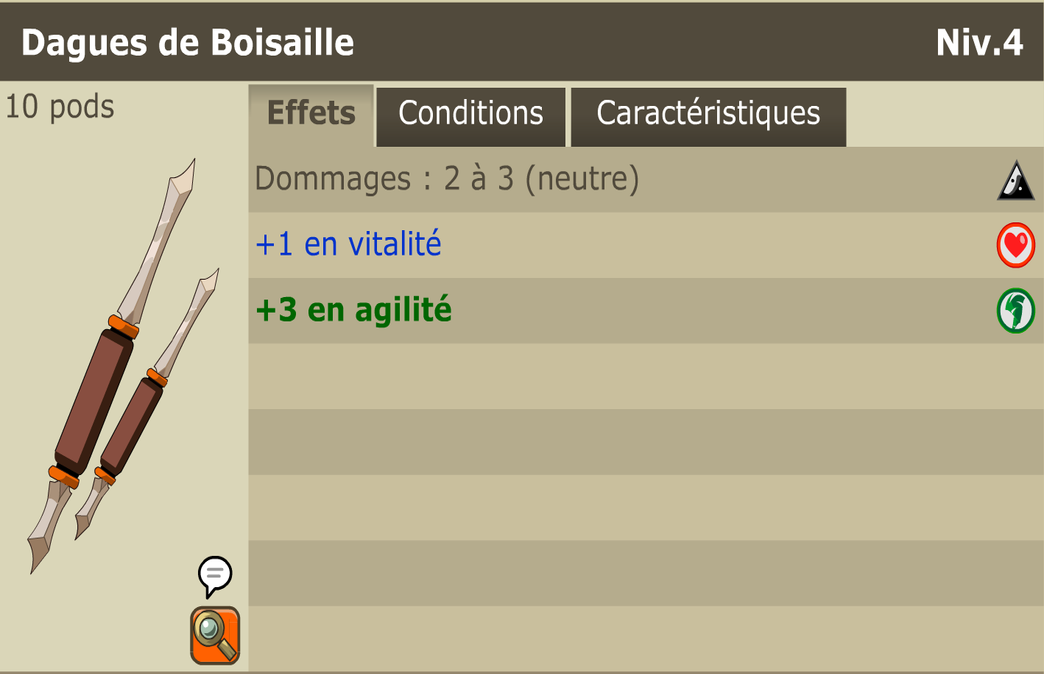 Dagues de Boisaille
Niv.4
10 pods
Effets
Conditions
Caractéristiques
Dommages : 2 à 3 (neutre)
+1 en vitalité
+3 en agilité